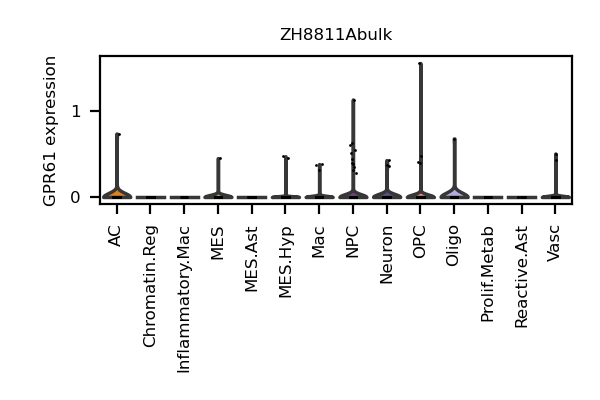 ZH8811Abulk
GPR61 expression
1
0
AC
Chromatin.Reg
Inflammatory.Mac
MES
MES.Ast
MES.Hyp
Mac
NPC
Neuron
OPC
Oligo
Prolif.Metab
Reactive.Ast
Vasc